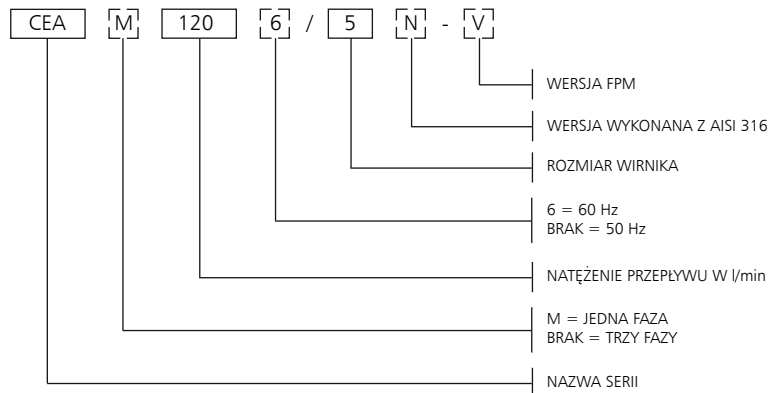 CEA M 120 6 / 5 N - V
WERSJA FPM
WERSJA WYKONANA Z AISI 316
ROZMIAR WIRNIKA
6 = 60 Hz
BRAK = 50 Hz
NATĘŻENIE PRZEPŁYWU W l/min
M = JEDNA FAZA
BRAK = TRZY FAZY
NAZWA SERII